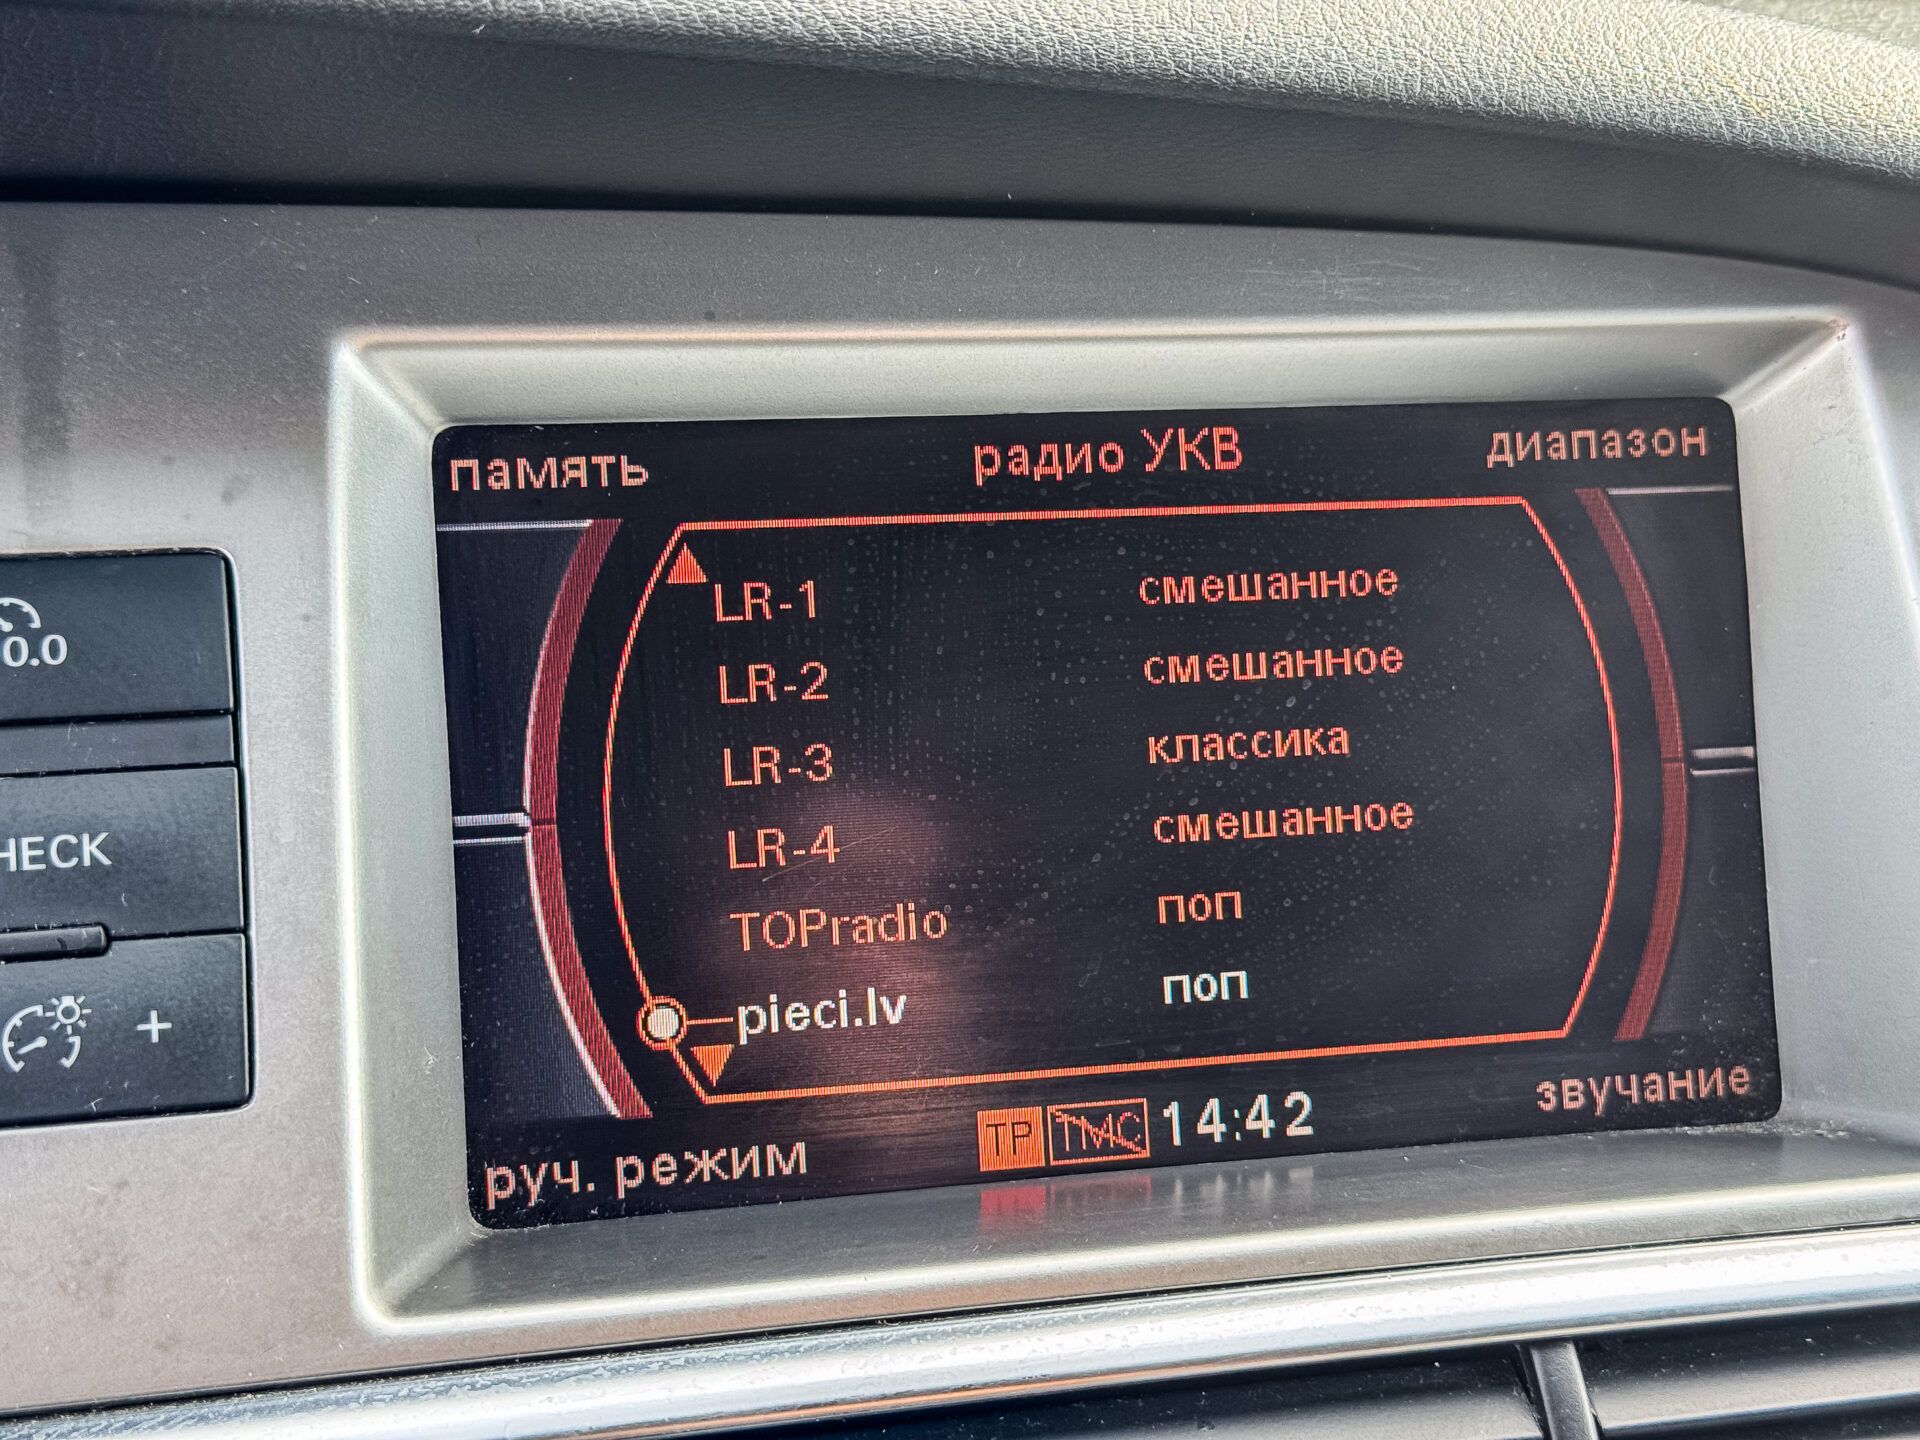 память радио УКВ диапазон
LR-1 смешанное
LR-2 смешанное
LR-3 классика
LR-4 смешанное
TOPradio поп
pieci.lv поп
руч. режим TP TMC 14:42 звучание
0.0
HECK
+